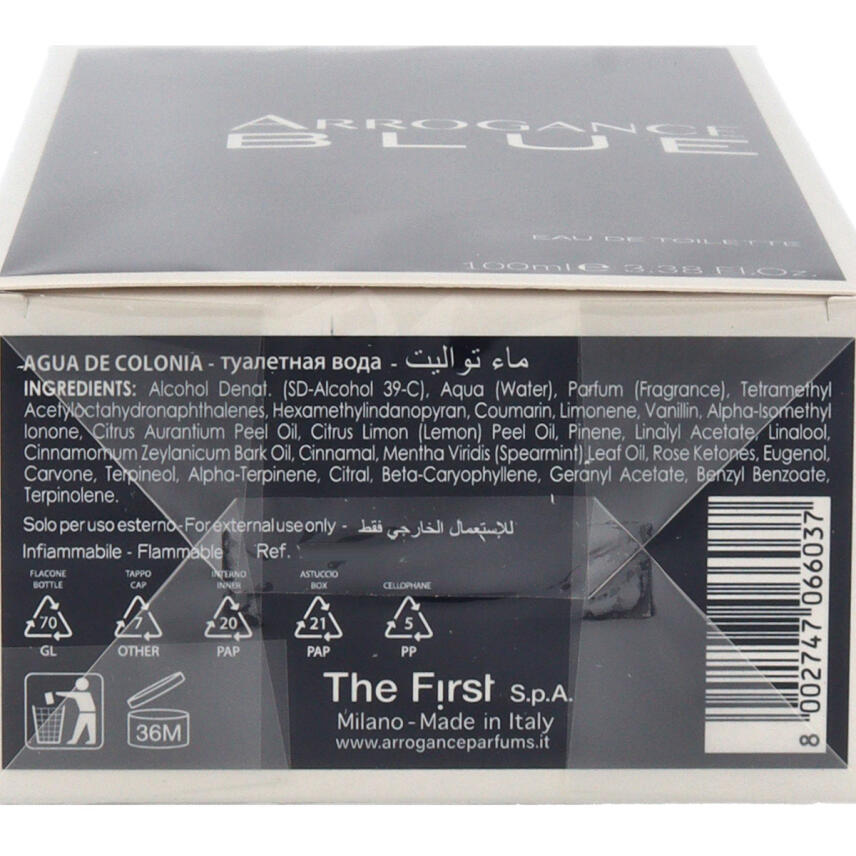 ARROGANCE
BLUE
EAU DE TOILETTE
100ml e 3.38 Fl.Oz.
AGUA DE COLONIA - туалетная вода - ماء تواليت
INGREDIENTS: Alcohol Denat. (SD-Alcohol 39-C), Aqua (Water), Parfum (Fragrance), Tetramethyl
Acetyloctahydronaphthalenes, Hexamethylindanopyran, Coumarin, Limonene, Vanillin, Alpha-Isomethyl
Ionone, Citrus Aurantium Peel Oil, Citrus Limon (Lemon) Peel Oil, Pinene, Linalyl Acetate, Linalool,
Cinnamomum Zeylanicum Bark Oil, Cinnamal, Mentha Viridis (Spearmint) Leaf Oil, Rose Ketones, Eugenol,
Carvone, Terpineol, Alpha-Terpinene, Citral, Beta-Caryophyllene, Geranyl Acetate, Benzyl Benzoate,
Terpinolene.
Solo per uso esterno - For external use only - للإستعمال الخارجي فقط
Infiammabile - Flammable Ref.
FLACONE TAPPO INTERNO ASTUCCIO CELLOPHANE
BOTTLE CAP INNER BOX
70 7 20 21 5
GL OTHER PAP PAP PP
36M
The First S.p.A.
Milano - Made in Italy
www.arroganceparfums.it
8 002747 066037